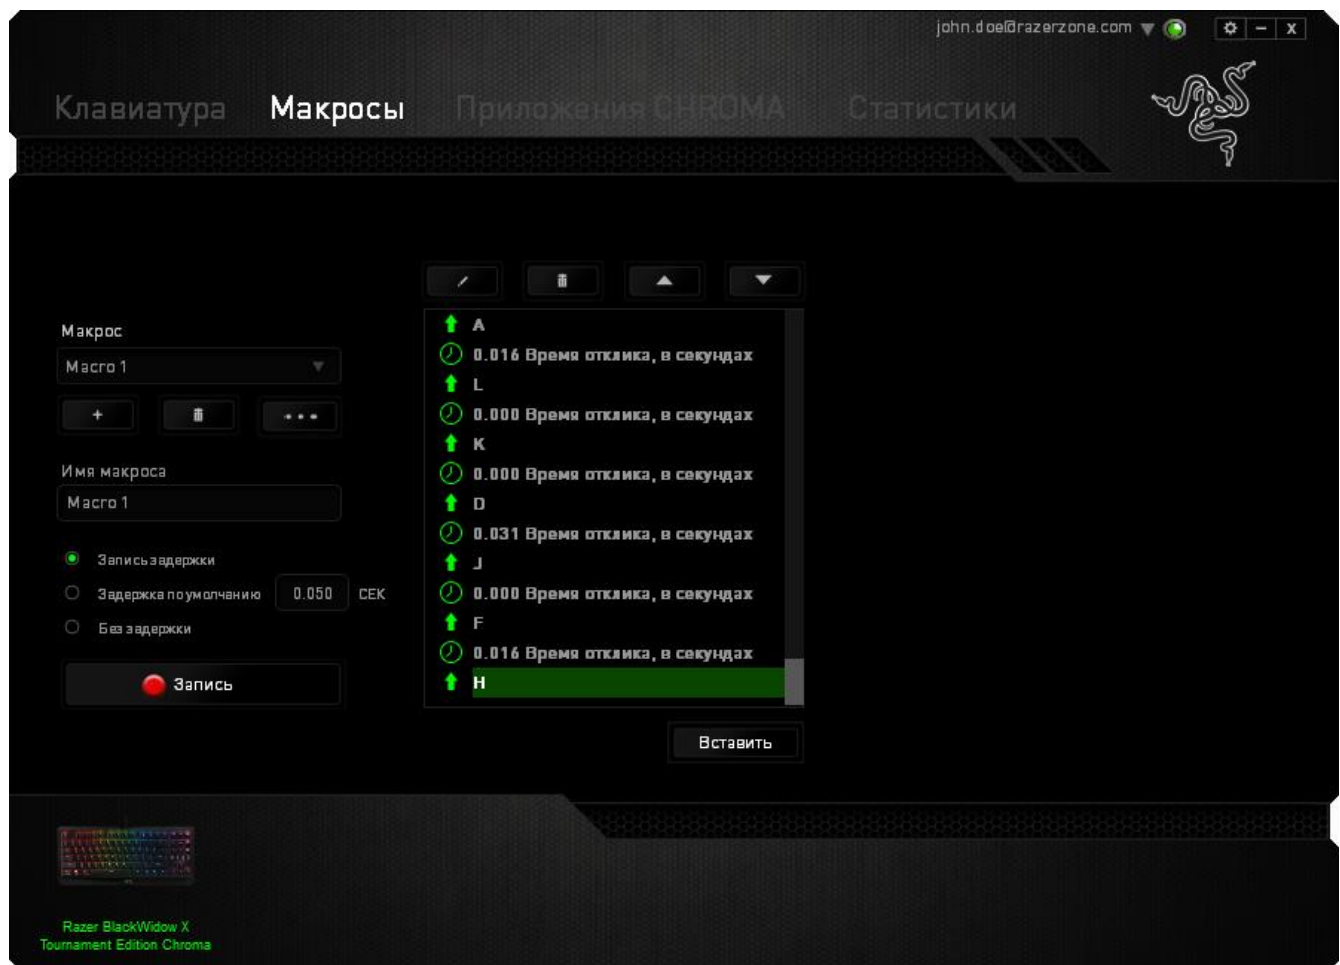 john.doe@razerzone.com
Клавиатура Макросы Приложения CHROMA Статистики
Макрос
Macro 1
Имя макроса
Macro 1
Запись задержки
Задержка по умолчанию 0.050 СЕК
Без задержки
Запись
A
0.016 Время отклика, в секундах
L
0.000 Время отклика, в секундах
K
0.000 Время отклика, в секундах
D
0.031 Время отклика, в секундах
J
0.000 Время отклика, в секундах
F
0.016 Время отклика, в секундах
H
Вставить
Razer BlackWidow X
Tournament Edition Chroma